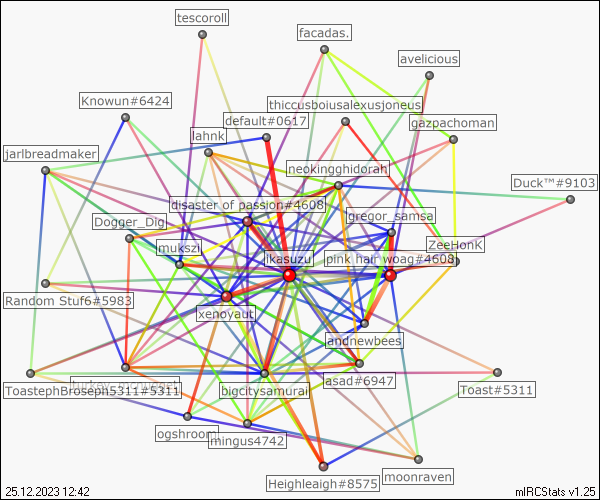 tescoroll
facadas.
avelicious
Knowun#6424
thiccusboiusalexusjoneus
default#0617
gazpachoman
lahnk
jarlbreadmaker
neokingghidorah
Duck™#9103
disaster of passion#4608
gregor_samsa
Dogger_Dig
mukszi
ZeeHonk
ikasuzu
pink hair woag#4608
Random Stuf6#5983
xenovaut
andnewbees
ToastephBroseph5311#5311
bigcitysamurai
asad#6947
Toast#5311
ogshroom
mingus4742
Heighleaigh#8575
moonraven
25.12.2023 12:42
mIRCStats v1.25